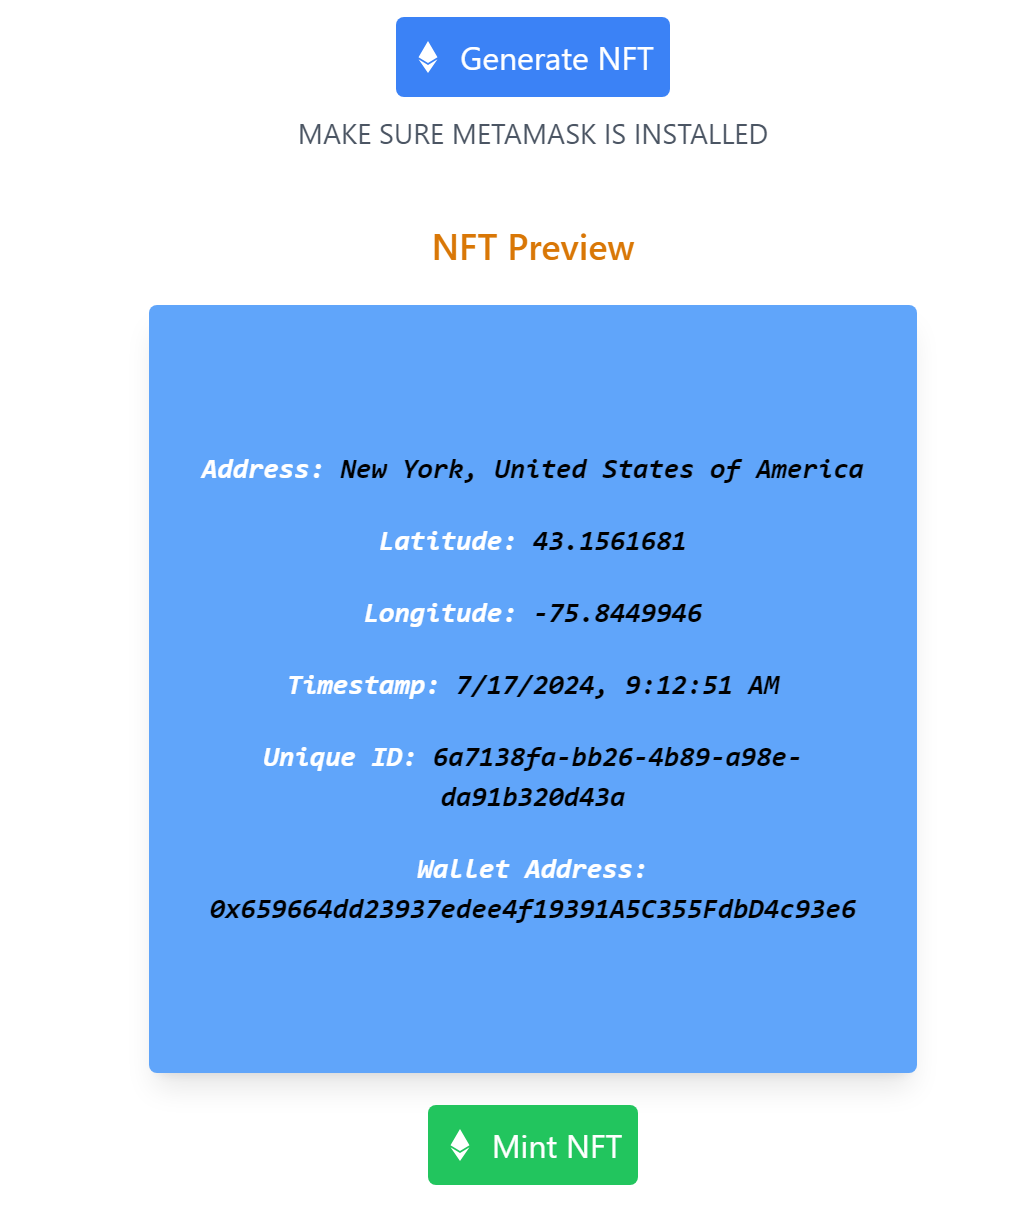 Generate NFT
MAKE SURE METAMASK IS INSTALLED
NFT Preview
Address: New York, United States of America
Latitude: 43.1561681
Longitude: -75.8449946
Timestamp: 7/17/2024, 9:12:51 AM
Unique ID: 6a7138fa-bb26-4b89-a98e-
da91b320d43a
Wallet Address:
0x659664dd23937edee4f19391A5C355FdbD4c93e6
Mint NFT